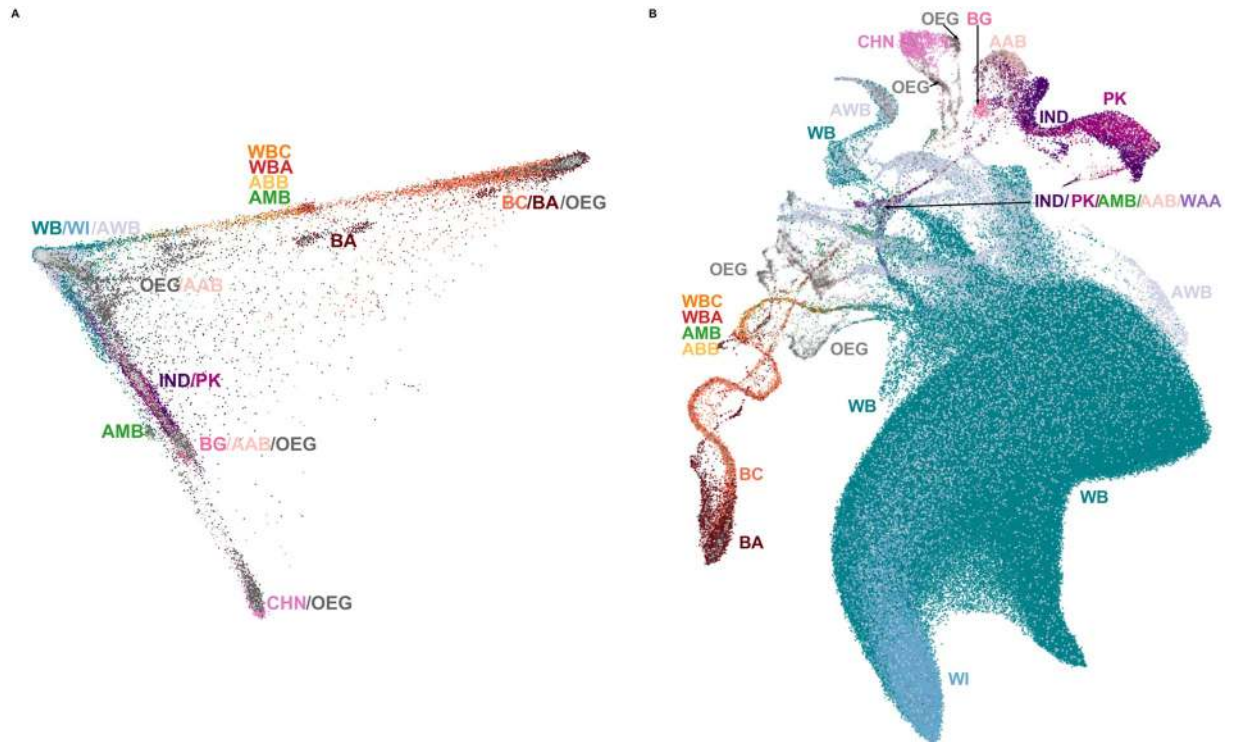 A
WBC
WBA
ABB
AMB
WB/WI/AWB
BC/BA/OEG
BA
OEG/AAB
IND/PK
AMB
BG/AAB/OEG
CHN/OEG
B
OEG
BG
CHN
AAB
OEG
PK
AWB
IND
WB
IND/PK/AMB/AAB/WAA
OEG
AWB
WBC
WBA
AMB
ABB
OEG
WB
BC
WB
BA
WI